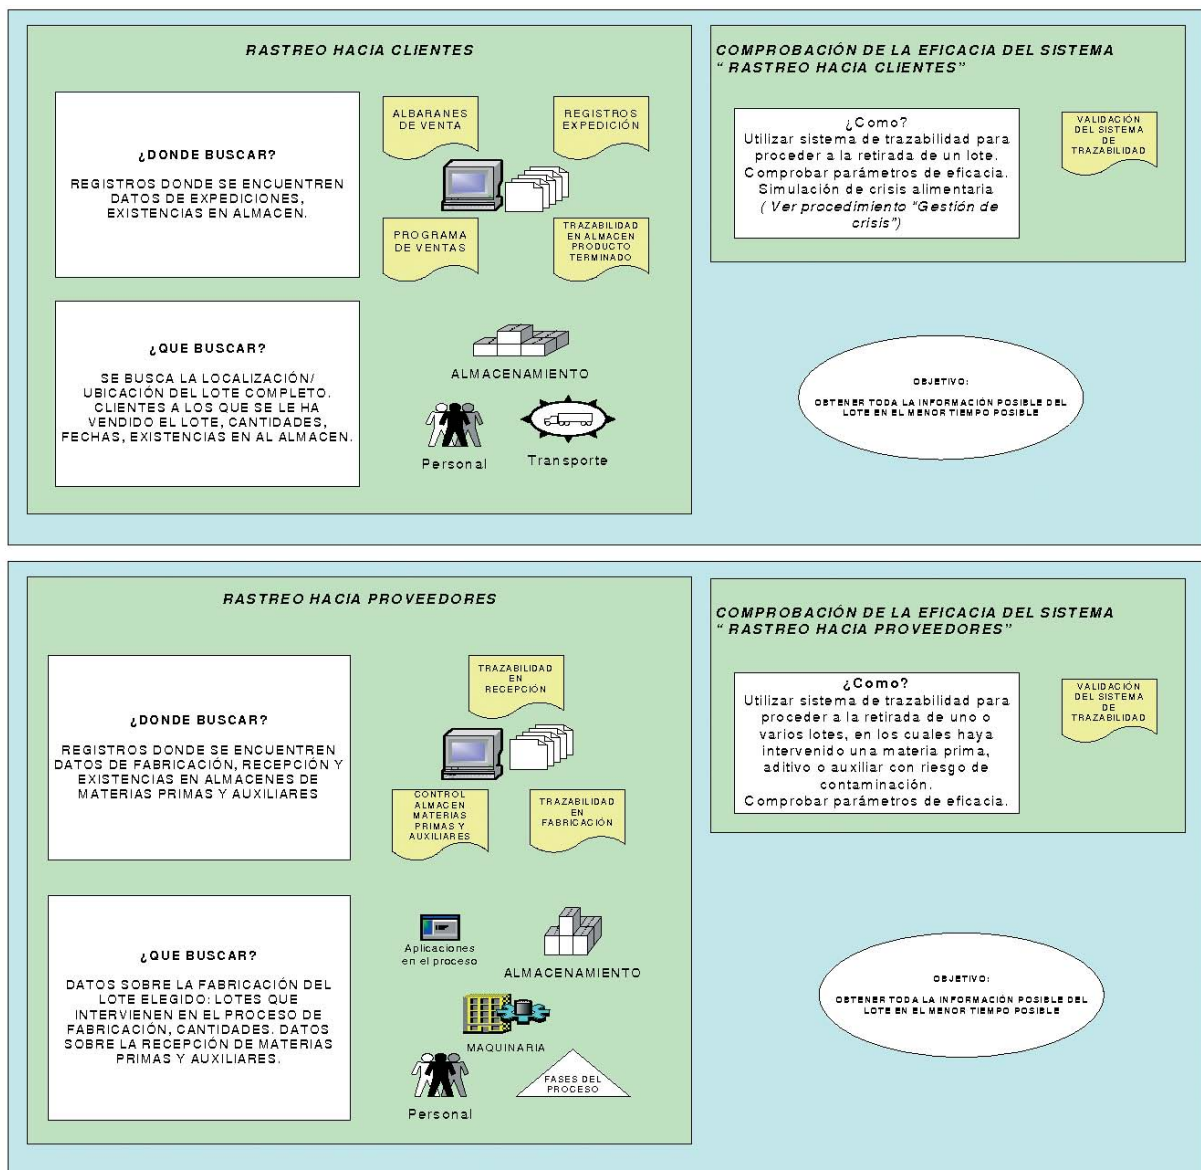 RASTREO HACIA CLIENTES
¿DONDE BUSCAR?
REGISTROS DONDE SE ENCUENTREN
DATOS DE EXPEDICIONES,
EXISTENCIAS EN ALMACEN.
ALBARANES
DE VENTA
REGISTROS
EXPEDICIÓN
PROGRAMA
DE VENTAS
TRAZABILIDAD
EN ALMACEN
PRODUCTO
TERMINADO
¿QUE BUSCAR?
SE BUSCA LA LOCALIZACIÓN/
UBICACIÓN DEL LOTE COMPLETO.
CLIENTES A LOS QUE SE LE HA
VENDIDO EL LOTE, CANTIDADES,
FECHAS, EXISTENCIAS EN AL ALMACEN.
ALMACENAMIENTO
Personal
Transporte
COMPROBACIÓN DE LA EFICACIA DEL SISTEMA
" RASTREO HACIA CLIENTES"
¿Como?
Utilizar sistema de trazabilidad para
proceder a la retirada de un lote.
Comprobar parámetros de eficacia.
Simulación de crisis alimentaria
( Ver procedimiento "Gestión de
crisis")
VALIDACIÓN
DEL SISTEMA
DE
TRAZABILIDAD
OBJETIVO:
OBTENER TODA LA INFORMACIÓN POSIBLE DEL
LOTE EN EL MENOR TIEMPO POSIBLE
RASTREO HACIA PROVEEDORES
¿DONDE BUSCAR?
REGISTROS DONDE SE ENCUENTREN
DATOS DE FABRICACIÓN, RECEPCIÓN Y
EXISTENCIAS EN ALMACENES DE
MATERIAS PRIMAS Y AUXILIARES
TRAZABILIDAD
EN
RECEPCIÓN
CONTROL
ALMACEN
MATERIAS
PRIMAS Y
AUXILIARES
TRAZABILIDAD
EN
FABRICACIÓN
¿QUE BUSCAR?
DATOS SOBRE LA FABRICACIÓN DEL
LOTE ELEGIDO: LOTES QUE
INTERVIENEN EN EL PROCESO DE
FABRICACIÓN, CANTIDADES. DATOS
SOBRE LA RECEPCIÓN DE MATERIAS
PRIMAS Y AUXILIARES.
Aplicaciones
en el proceso
ALMACENAMIENTO
MAQUINARIA
Personal
FASES DEL
PROCESO
COMPROBACIÓN DE LA EFICACIA DEL SISTEMA
" RASTREO HACIA PROVEEDORES"
¿Como?
Utilizar sistema de trazabilidad para
proceder a la retirada de uno o
varios lotes, en los cuales haya
intervenido una materia prima,
aditivo o auxiliar con riesgo de
contaminación.
Comprobar parámetros de eficacia.
VALIDACIÓN
DEL SISTEMA
DE
TRAZABILIDAD
OBJETIVO:
OBTENER TODA LA INFORMACIÓN POSIBLE DEL
LOTE EN EL MENOR TIEMPO POSIBLE